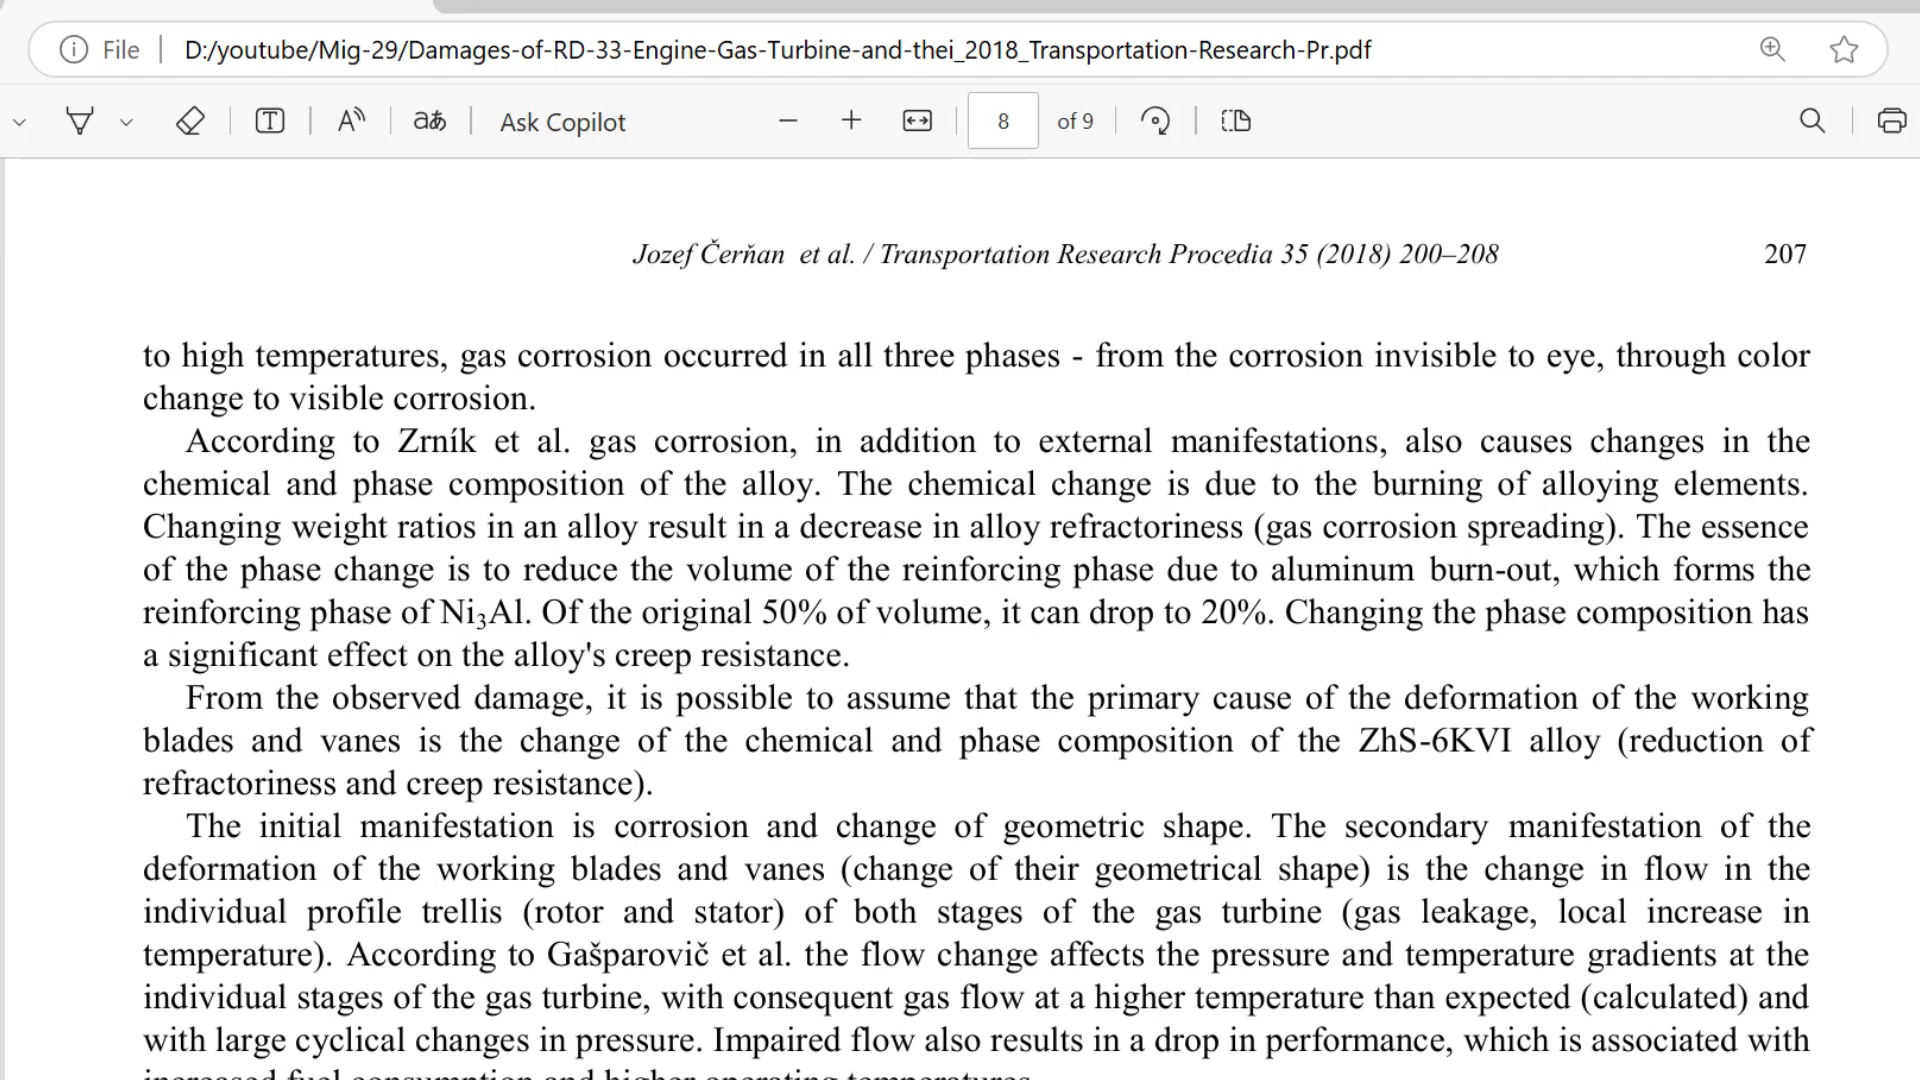 File D:/youtube/Mig-29/Damages-of-RD-33-Engine-Gas-Turbine-and-thei_2018_Transportation-Research-Pr.pdf
Ask Copilot 8 of 9
Jozef Čerňan et al. / Transportation Research Procedia 35 (2018) 200–208 207
to high temperatures, gas corrosion occurred in all three phases - from the corrosion invisible to eye, through color
change to visible corrosion.
According to Zrník et al. gas corrosion, in addition to external manifestations, also causes changes in the
chemical and phase composition of the alloy. The chemical change is due to the burning of alloying elements.
Changing weight ratios in an alloy result in a decrease in alloy refractoriness (gas corrosion spreading). The essence
of the phase change is to reduce the volume of the reinforcing phase due to aluminum burn-out, which forms the
reinforcing phase of Ni₃Al. Of the original 50% of volume, it can drop to 20%. Changing the phase composition has
a significant effect on the alloy's creep resistance.
From the observed damage, it is possible to assume that the primary cause of the deformation of the working
blades and vanes is the change of the chemical and phase composition of the ZhS-6KVI alloy (reduction of
refractoriness and creep resistance).
The initial manifestation is corrosion and change of geometric shape. The secondary manifestation of the
deformation of the working blades and vanes (change of their geometrical shape) is the change in flow in the
individual profile trellis (rotor and stator) of both stages of the gas turbine (gas leakage, local increase in
temperature). According to Gašparovič et al. the flow change affects the pressure and temperature gradients at the
individual stages of the gas turbine, with consequent gas flow at a higher temperature than expected (calculated) and
with large cyclical changes in pressure. Impaired flow also results in a drop in performance, which is associated with
increased fuel consumption and higher operating temperatures.